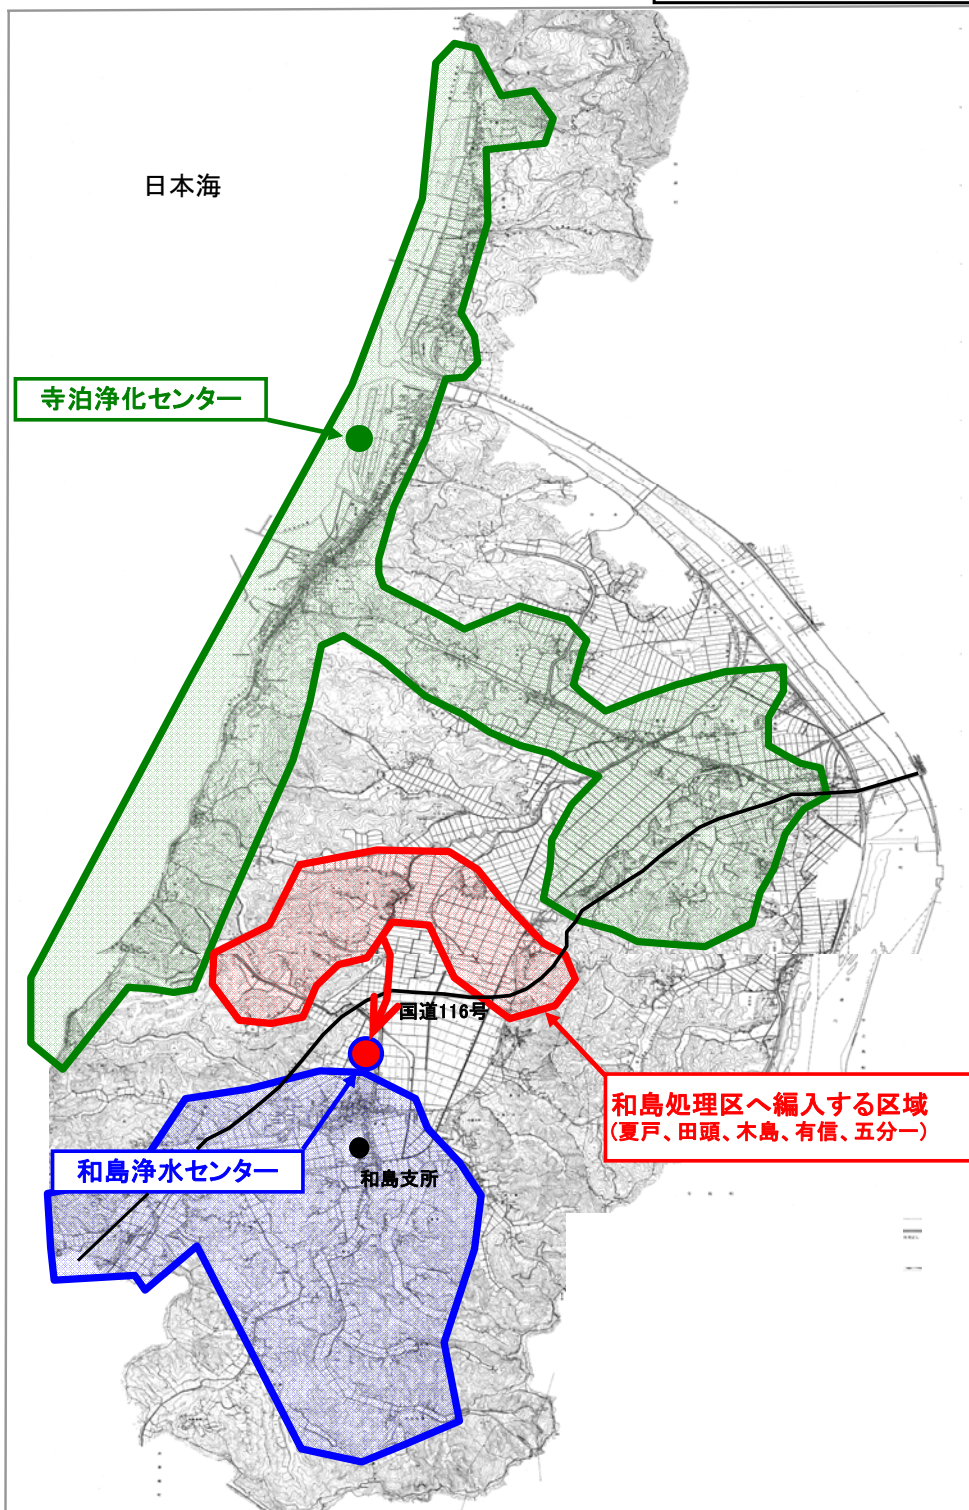 日本海
寺泊浄化センター
国道116号
和島処理区へ編入する区域
(夏戸、田頭、木島、有信、五分一)
和島浄水センター
和島支所